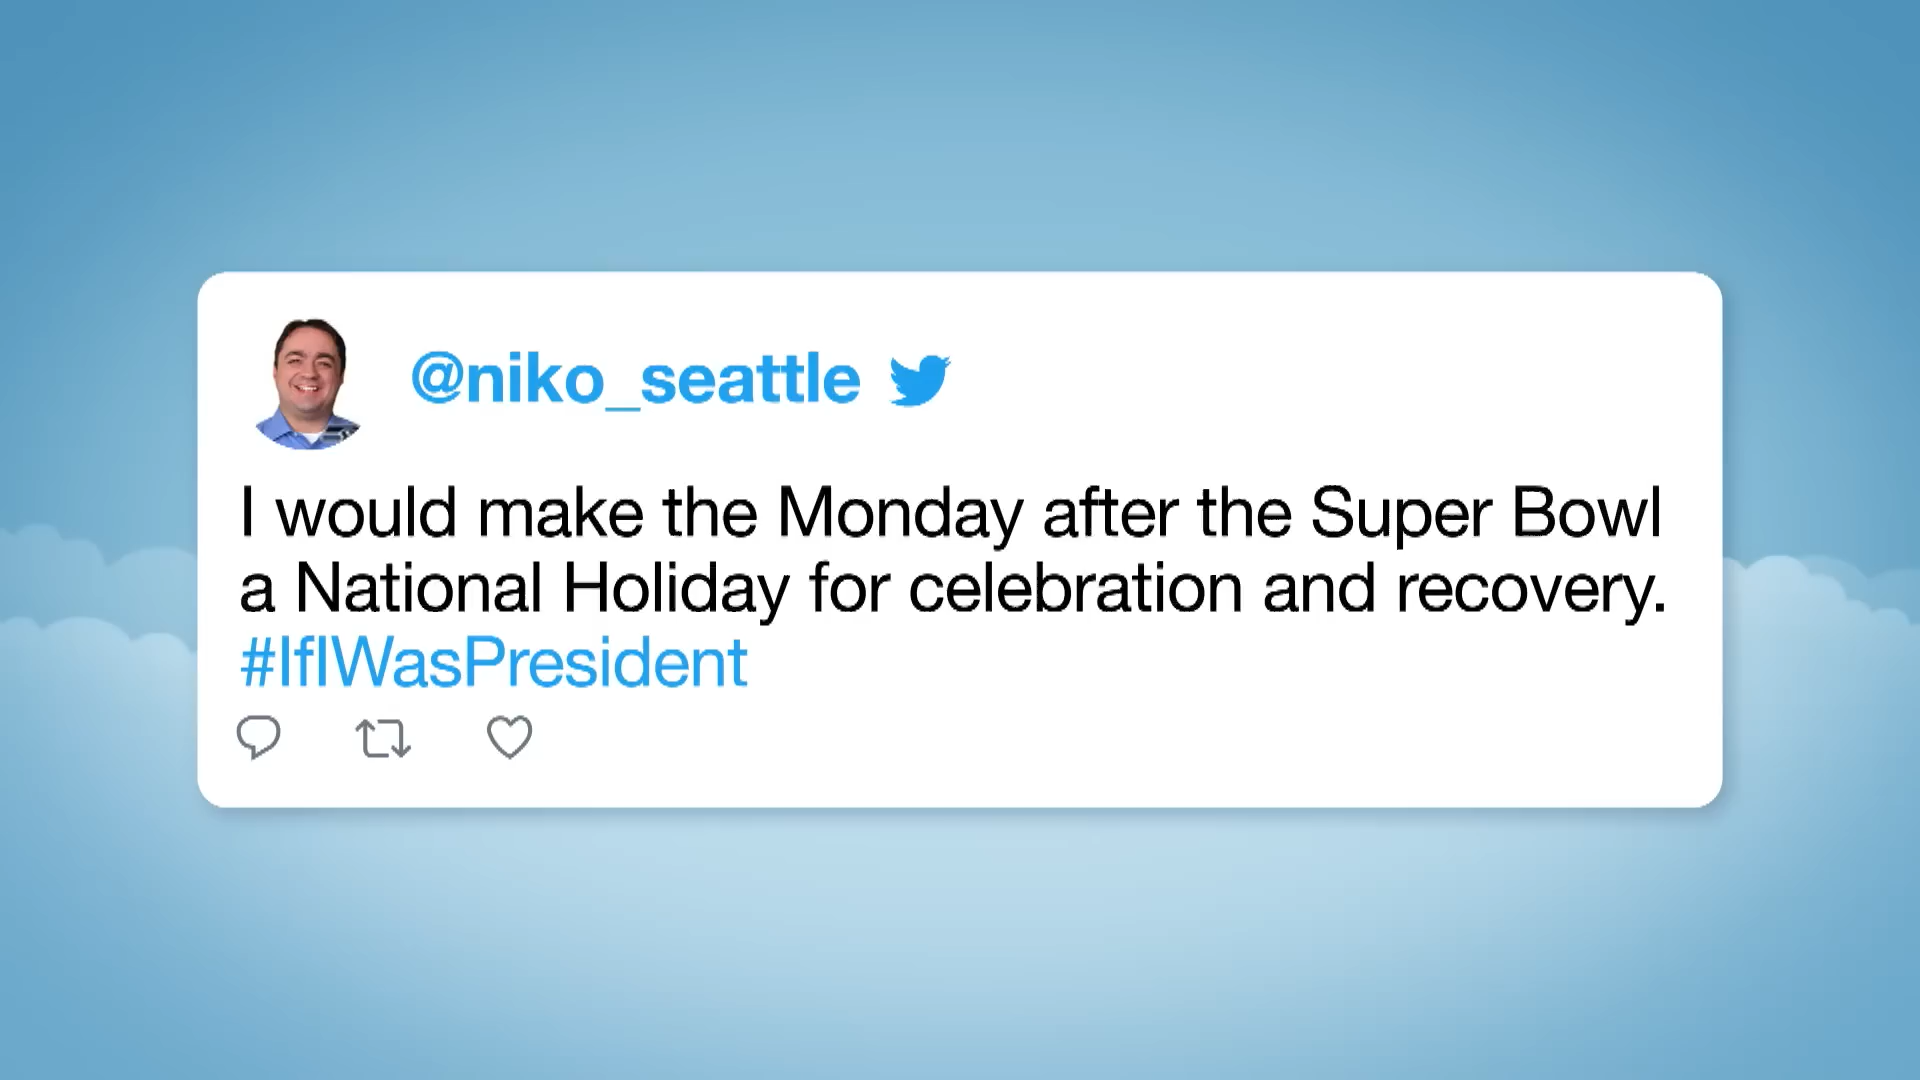 @niko_seattle
I would make the Monday after the Super Bowl
a National Holiday for celebration and recovery.
#IfIWasPresident